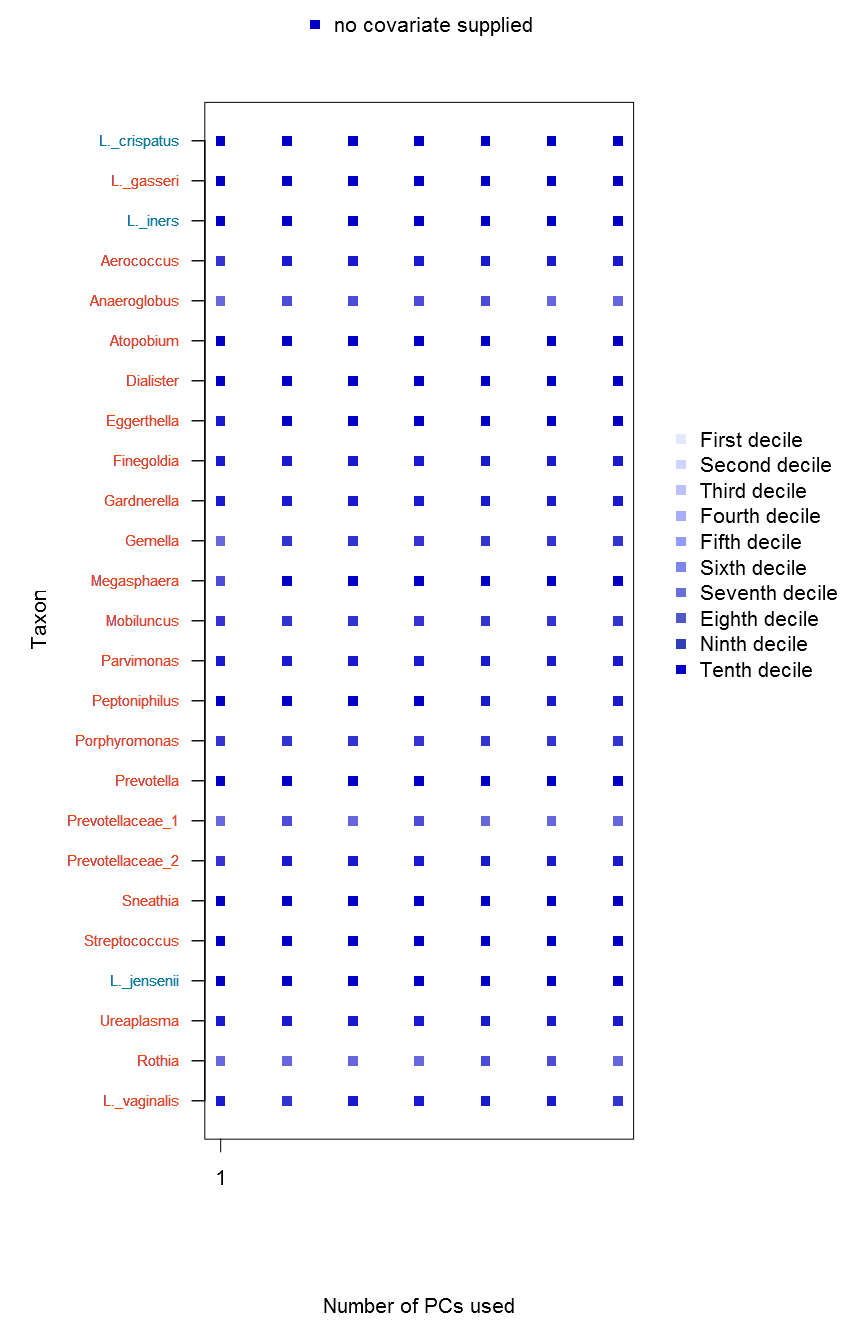 no covariate supplied
L._crispatus
L._gasseri
L._iners
Aerococcus
Anaeroglobus
Atopobium
Dialister
Eggerthella
Finegoldia
Gardnerella
Gemella
Megasphaera
Mobiluncus
Parvimonas
Peptoniphilus
Porphyromonas
Prevotella
Prevotellaceae_1
Prevotellaceae_2
Sneathia
Streptococcus
L._jensenii
Ureaplasma
Rothia
L._vaginalis
Taxon
First decile
Second decile
Third decile
Fourth decile
Fifth decile
Sixth decile
Seventh decile
Eighth decile
Ninth decile
Tenth decile
1
Number of PCs used